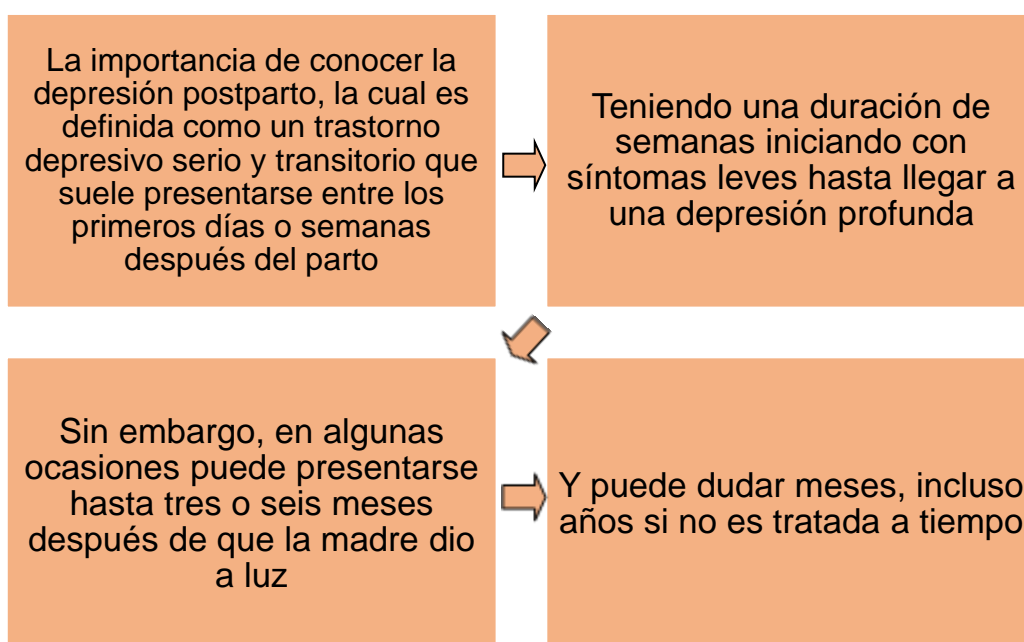 La importancia de conocer la
depresión postparto, la cual es
definida como un trastorno
depresivo serio y transitorio que
suele presentarse entre los
primeros días o semanas
después del parto
Teniendo una duración de
semanas iniciando con
síntomas leves hasta llegar a
una depresión profunda
Sin embargo, en algunas
ocasiones puede presentarse
hasta tres o seis meses
después de que la madre dio
a luz
Y puede dudar meses, incluso
años si no es tratada a tiempo